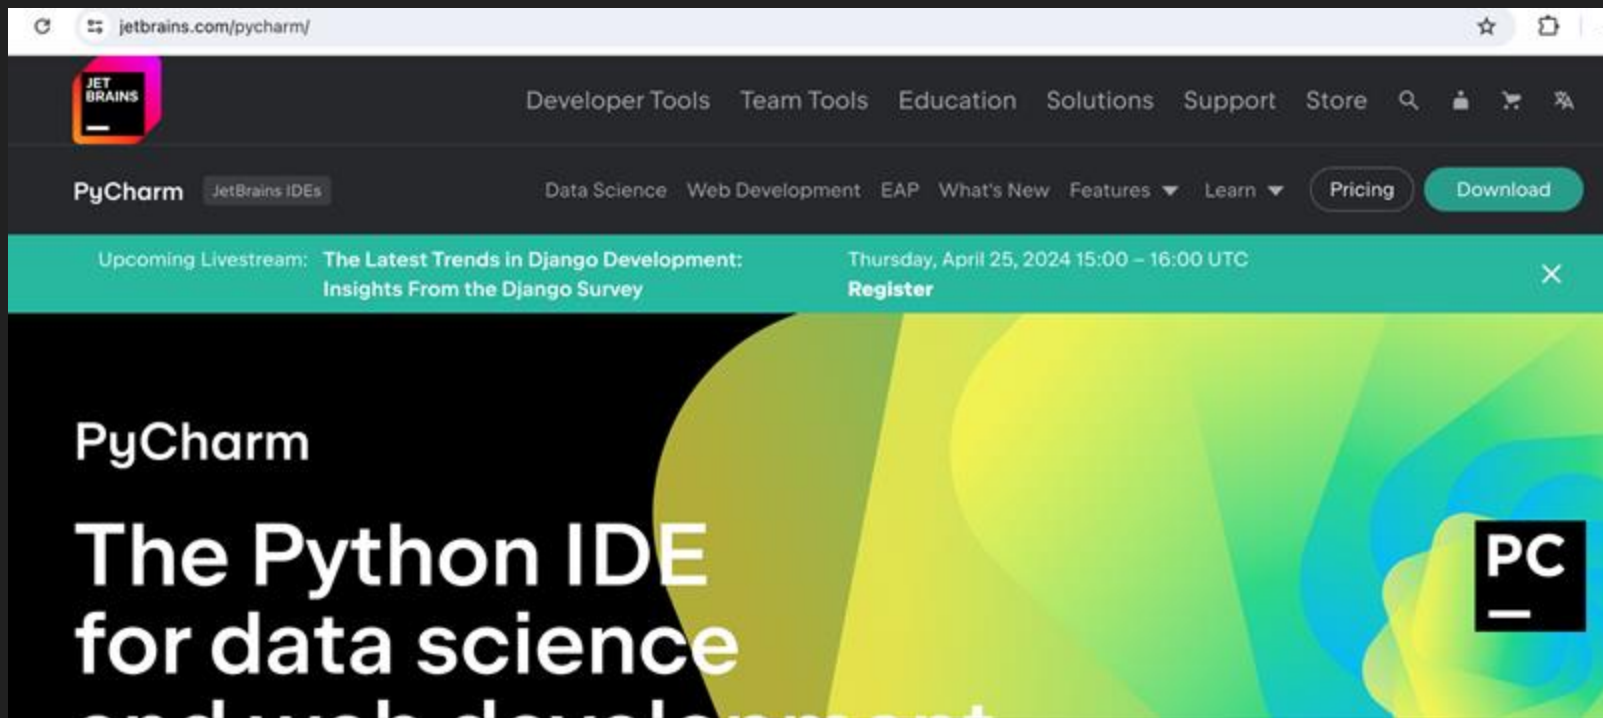 jetbrains.com/pycharm/
JET
BRAINS
Developer Tools Team Tools Education Solutions Support Store
PyCharm JetBrains IDEs Data Science Web Development EAP What's New Features Learn Pricing Download
Upcoming Livestream: The Latest Trends in Django Development: Thursday, April 25, 2024 15:00 – 16:00 UTC
Insights From the Django Survey Register
PyCharm
The Python IDE
for data science
and web development
PC